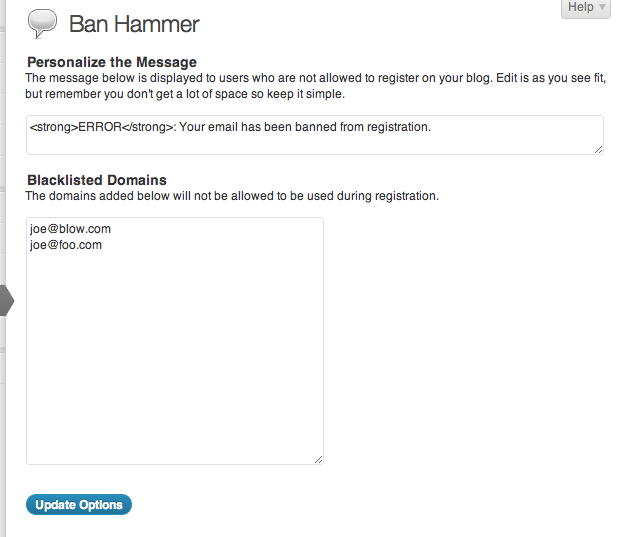 Help
Ban Hammer
Personalize the Message
The message below is displayed to users who are not allowed to register on your blog. Edit is as you see fit,
but remember you don't get a lot of space so keep it simple.
<strong>ERROR</strong>: Your email has been banned from registration.
Blacklisted Domains
The domains added below will not be allowed to be used during registration.
joe@blow.com
joe@foo.com
Update Options